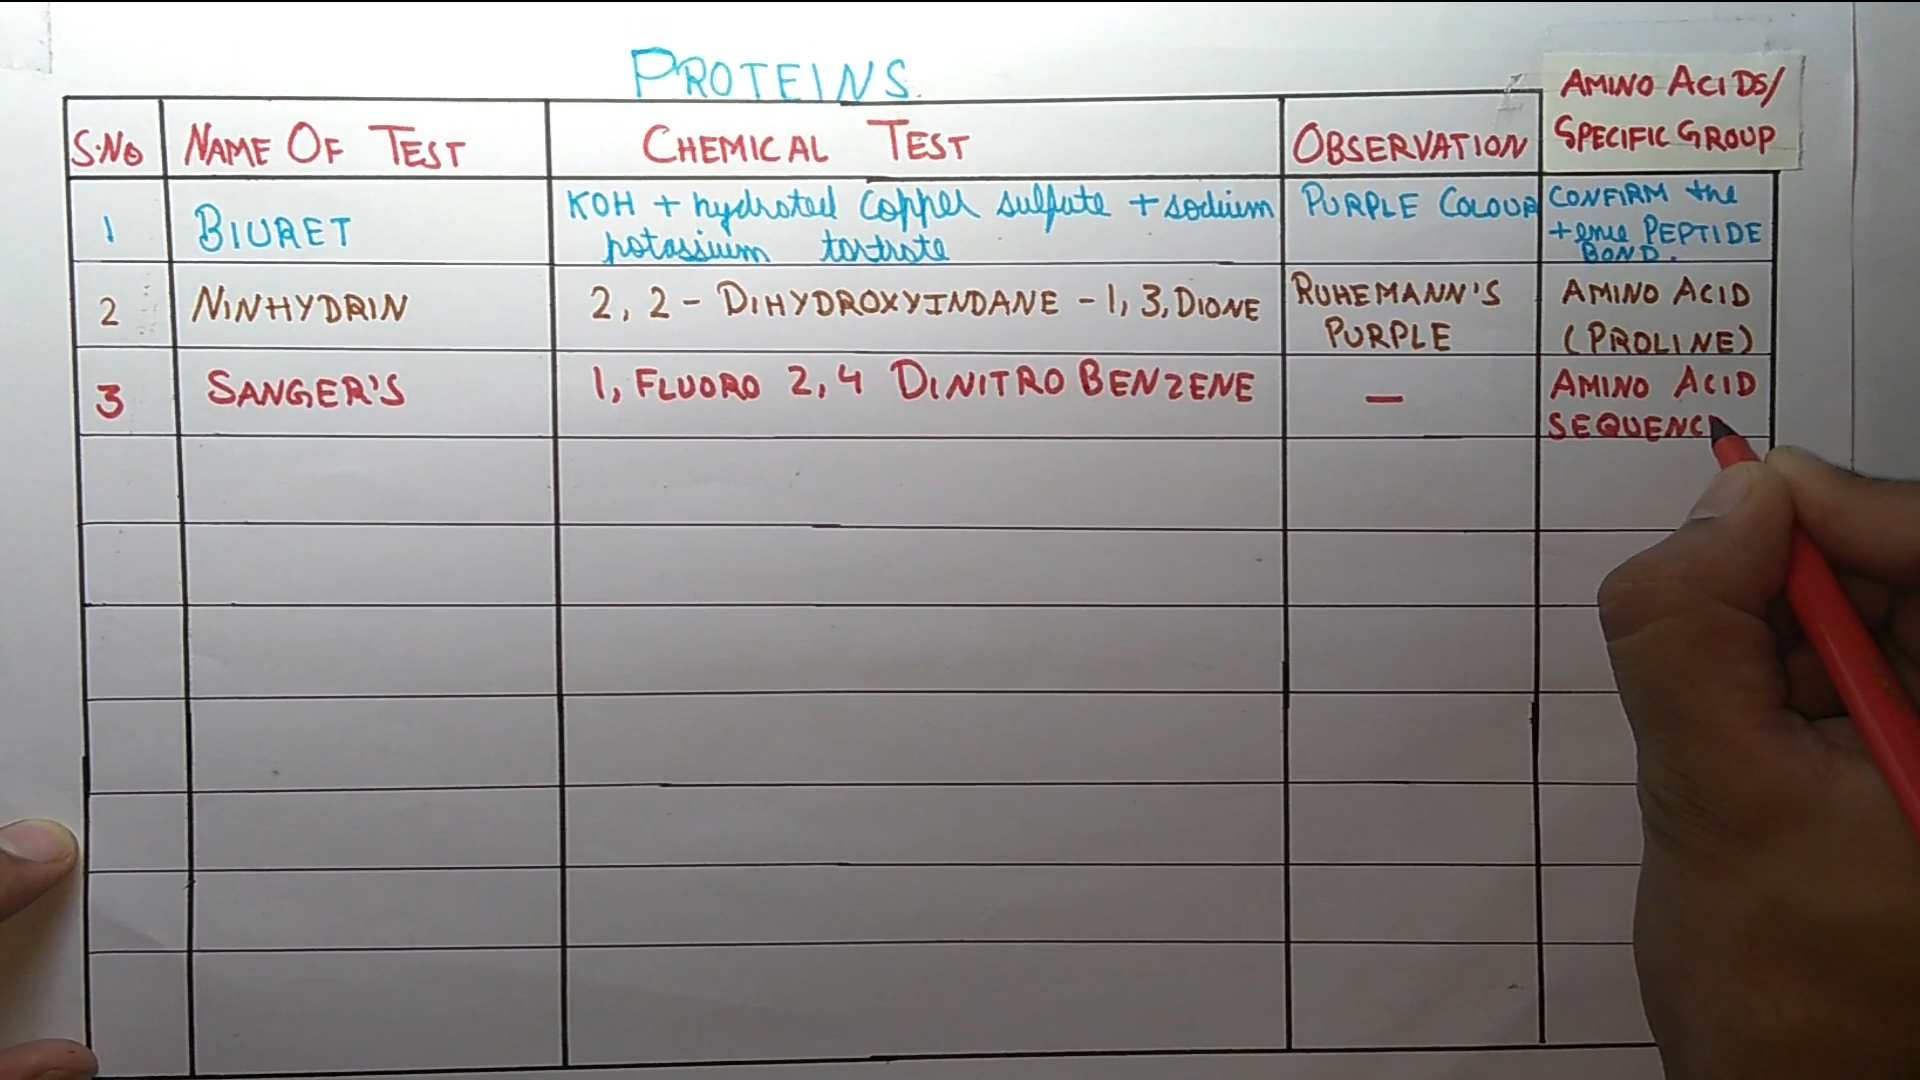 PROTEINS
S.No
NAME OF TEST
CHEMICAL TEST
OBSERVATION
AMINO ACIDS/
SPECIFIC GROUP
1
BIURET
KOH + hydrated copper sulfate + sodium
potassium tartrate
PURPLE COLOUR
CONFIRM the
+ence PEPTIDE
BOND.
2
NINHYDRIN
2, 2 - DIHYDROXYINDANE - 1, 3, DIONE
RUHEMANN'S
PURPLE
AMINO ACID
(PROLINE)
3
SANGER'S
1, FLUORO 2, 4 DINITRO BENZENE
—
AMINO ACID
SEQUENC